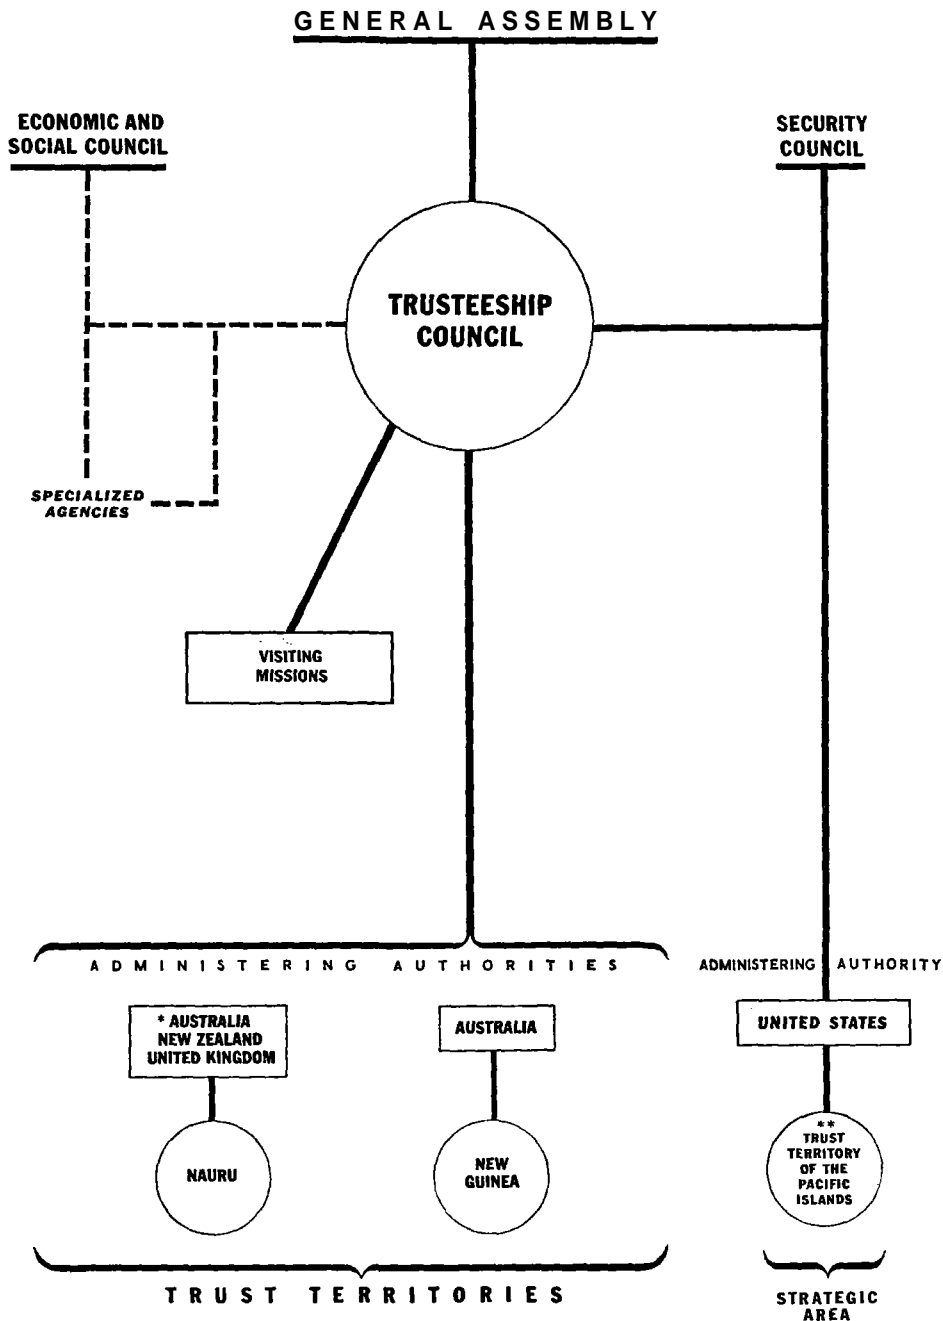 GENERAL ASSEMBLY
ECONOMIC AND
SOCIAL COUNCIL
SECURITY
COUNCIL
TRUSTEESHIP
COUNCIL
SPECIALIZED
AGENCIES
VISITING
MISSIONS
ADMINISTERING AUTHORITIES
ADMINISTERING AUTHORITY
* AUSTRALIA
NEW ZEALAND
UNITED KINGDOM
AUSTRALIA
UNITED STATES
NAURU
NEW
GUINEA
**
TRUST
TERRITORY
OF THE
PACIFIC
ISLANDS
TRUST TERRITORIES
STRATEGIC
AREA